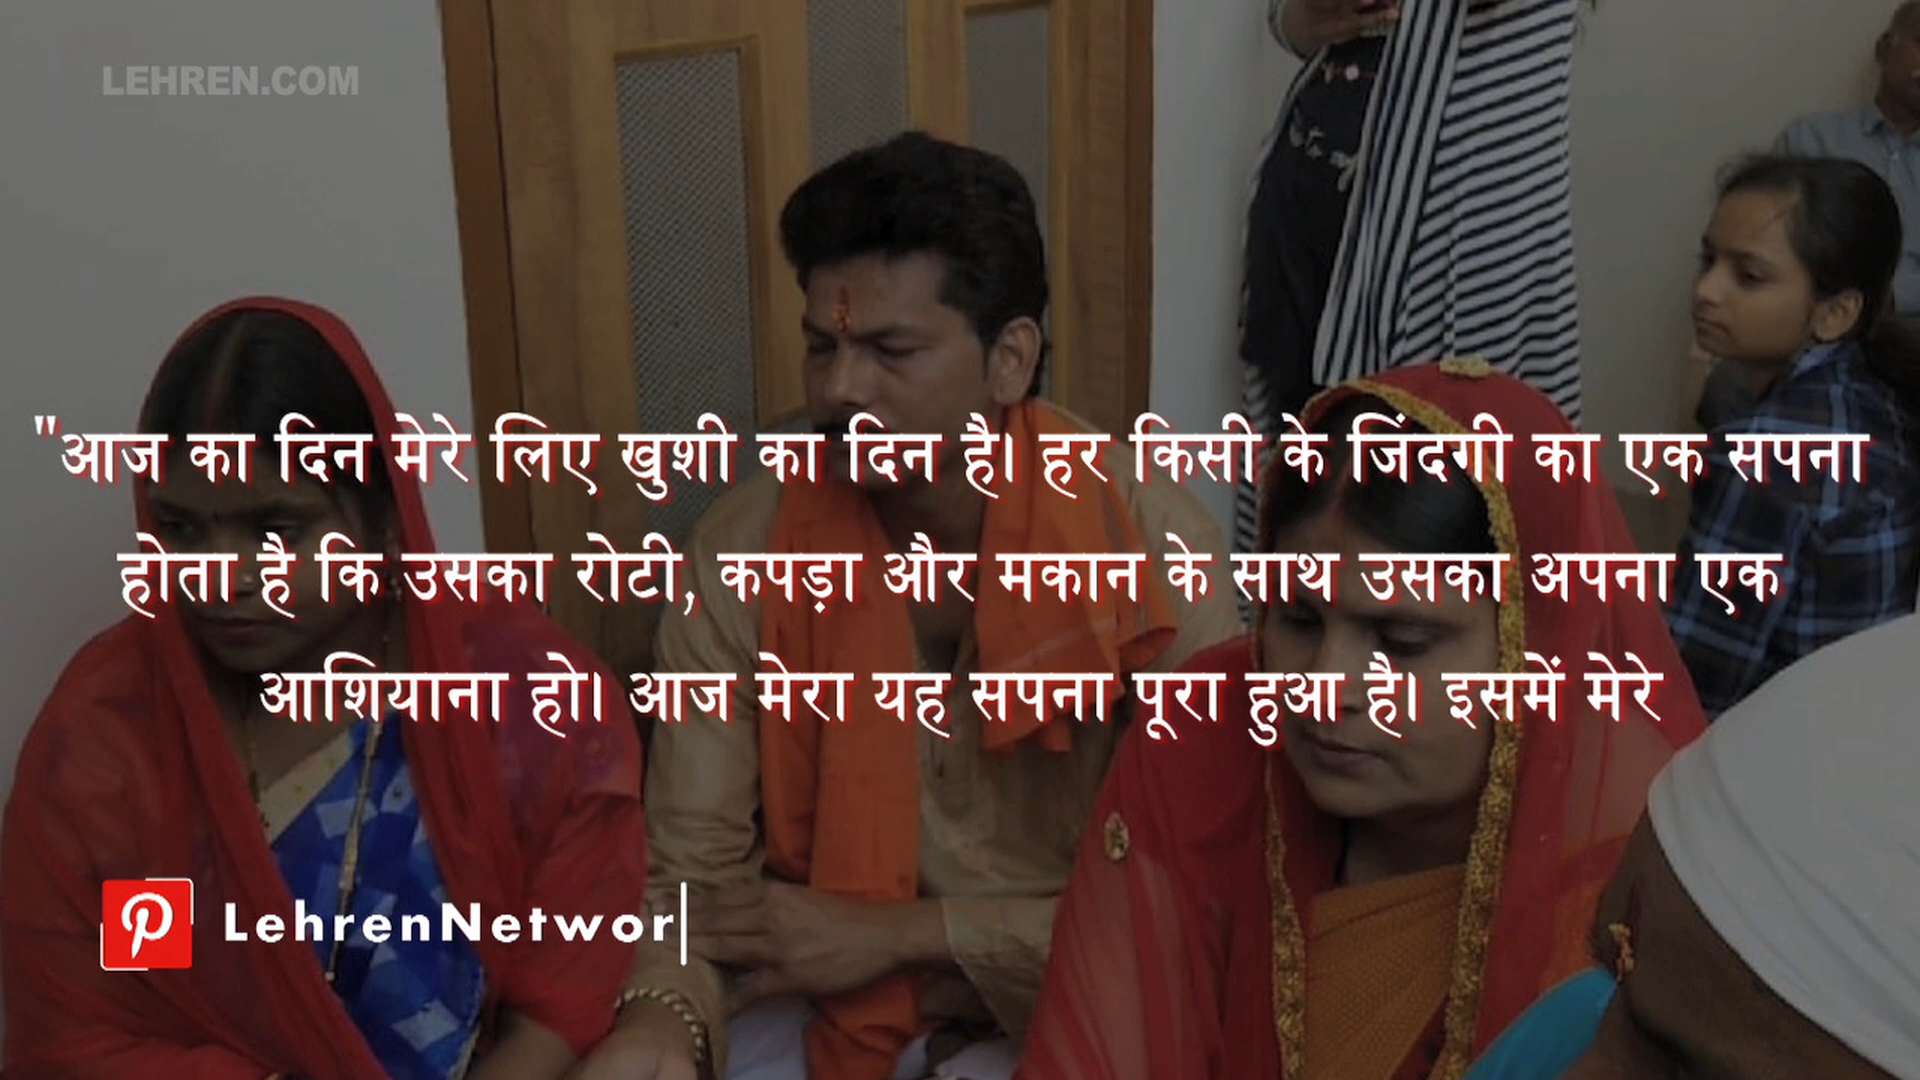 LEHREN.COM
"आज का दिन मेरे लिए खुशी का दिन है। हर किसी के जिंदगी का एक सपना
होता है कि उसका रोटी, कपड़ा और मकान के साथ उसका अपना एक
आशियाना हो। आज मेरा यह सपना पूरा हुआ है। इसमें मेरे
LehrenNetwor